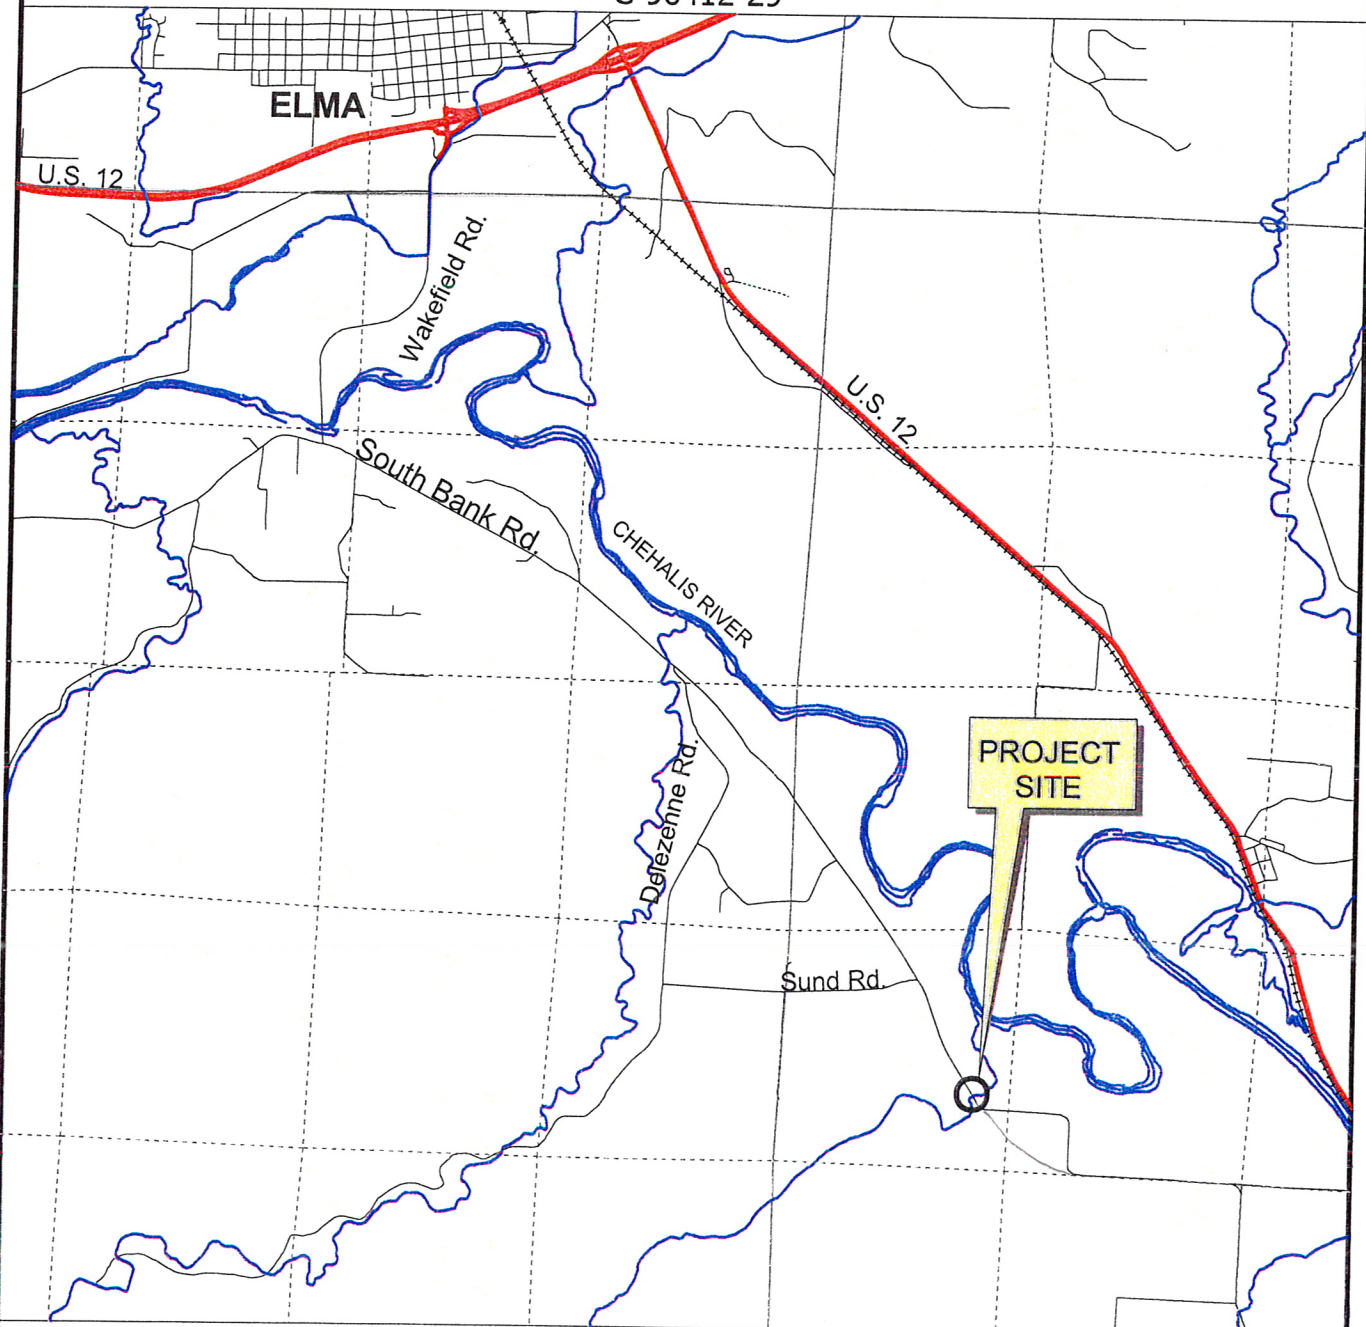 ELMA
U.S. 12
Wakefield Rd.
U.S. 12
South Bank Rd.
CHEHALIS RIVER
PROJECT
SITE
Delezenne Rd.
Sund Rd.